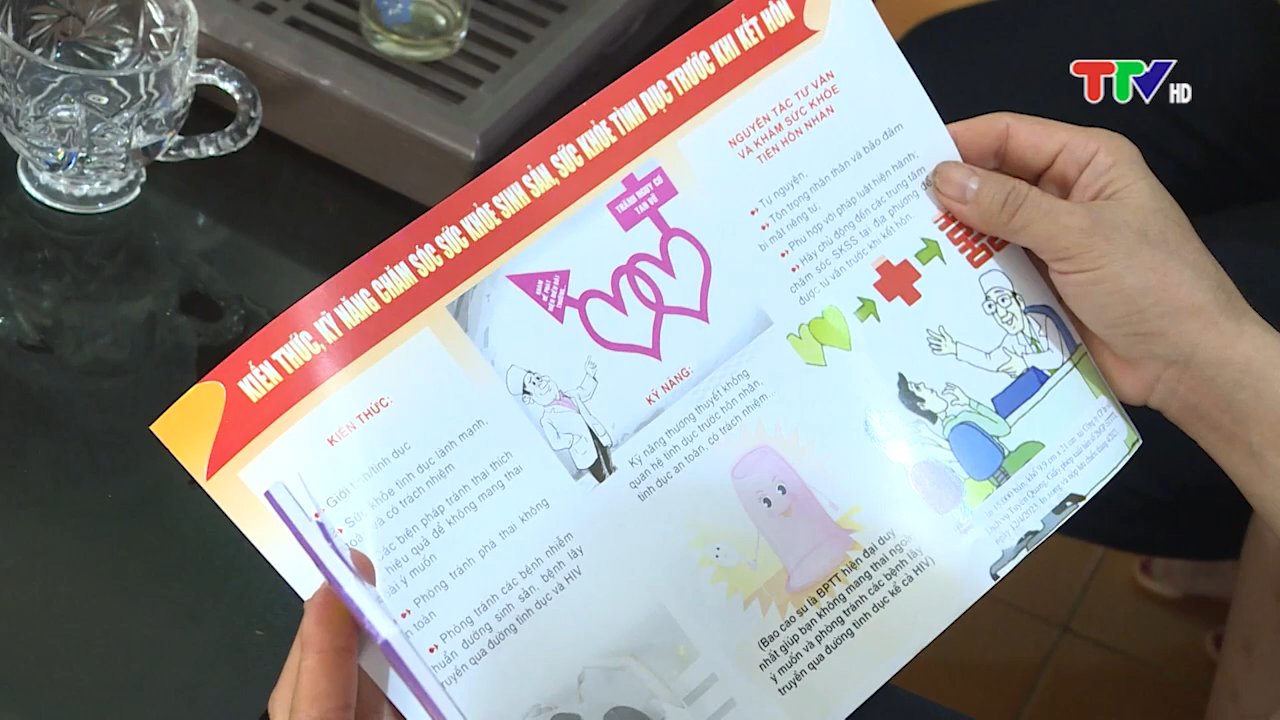 TTV HD
KIẾN THỨC, KỸ NĂNG CHĂM SÓC SỨC KHỎE SINH SẢN, SỨC KHỎE TÌNH DỤC TRƯỚC KHI KẾT HÔN
KIẾN THỨC:
Giới tính tình dục
Sức khỏe tình dục lành mạnh,
toà và có trách nhiệm
các biện pháp tránh thai thích
hiệu quả để không mang thai
ài ý muốn
Phòng tránh phá thai không
n toàn
Phòng tránh các bệnh nhiễm
huẩn đường sinh sản, bệnh lây
ruyền qua đường tình dục và HIV
TRÁNH NGUY CƠ
TAN VỠ
KỸ NĂNG:
Kỹ năng thương thuyết không
quan hệ tình dục trước hôn nhân,
tình dục an toàn, có trách nhiệm...
(Bao cao su là BPTT hiện đại duy
nhất giúp bạn không mang thai ngoài
ý muốn và phòng tránh các bệnh lây
truyền qua đường tình dục kể cả HIV)
NGUYÊN TẮC TƯ VẤN
VÀ KHÁM SỨC KHỎE
TIỀN HÔN NHÂN
Tự nguyện,
Tôn trọng nhân thân và bảo đảm
bí mật riêng tư;
Phù hợp với pháp luật hiện hành;
Hãy chủ động đến các trung tâm
chăm sóc SKSS tại địa phương để
được tư vấn trước khi kết hôn